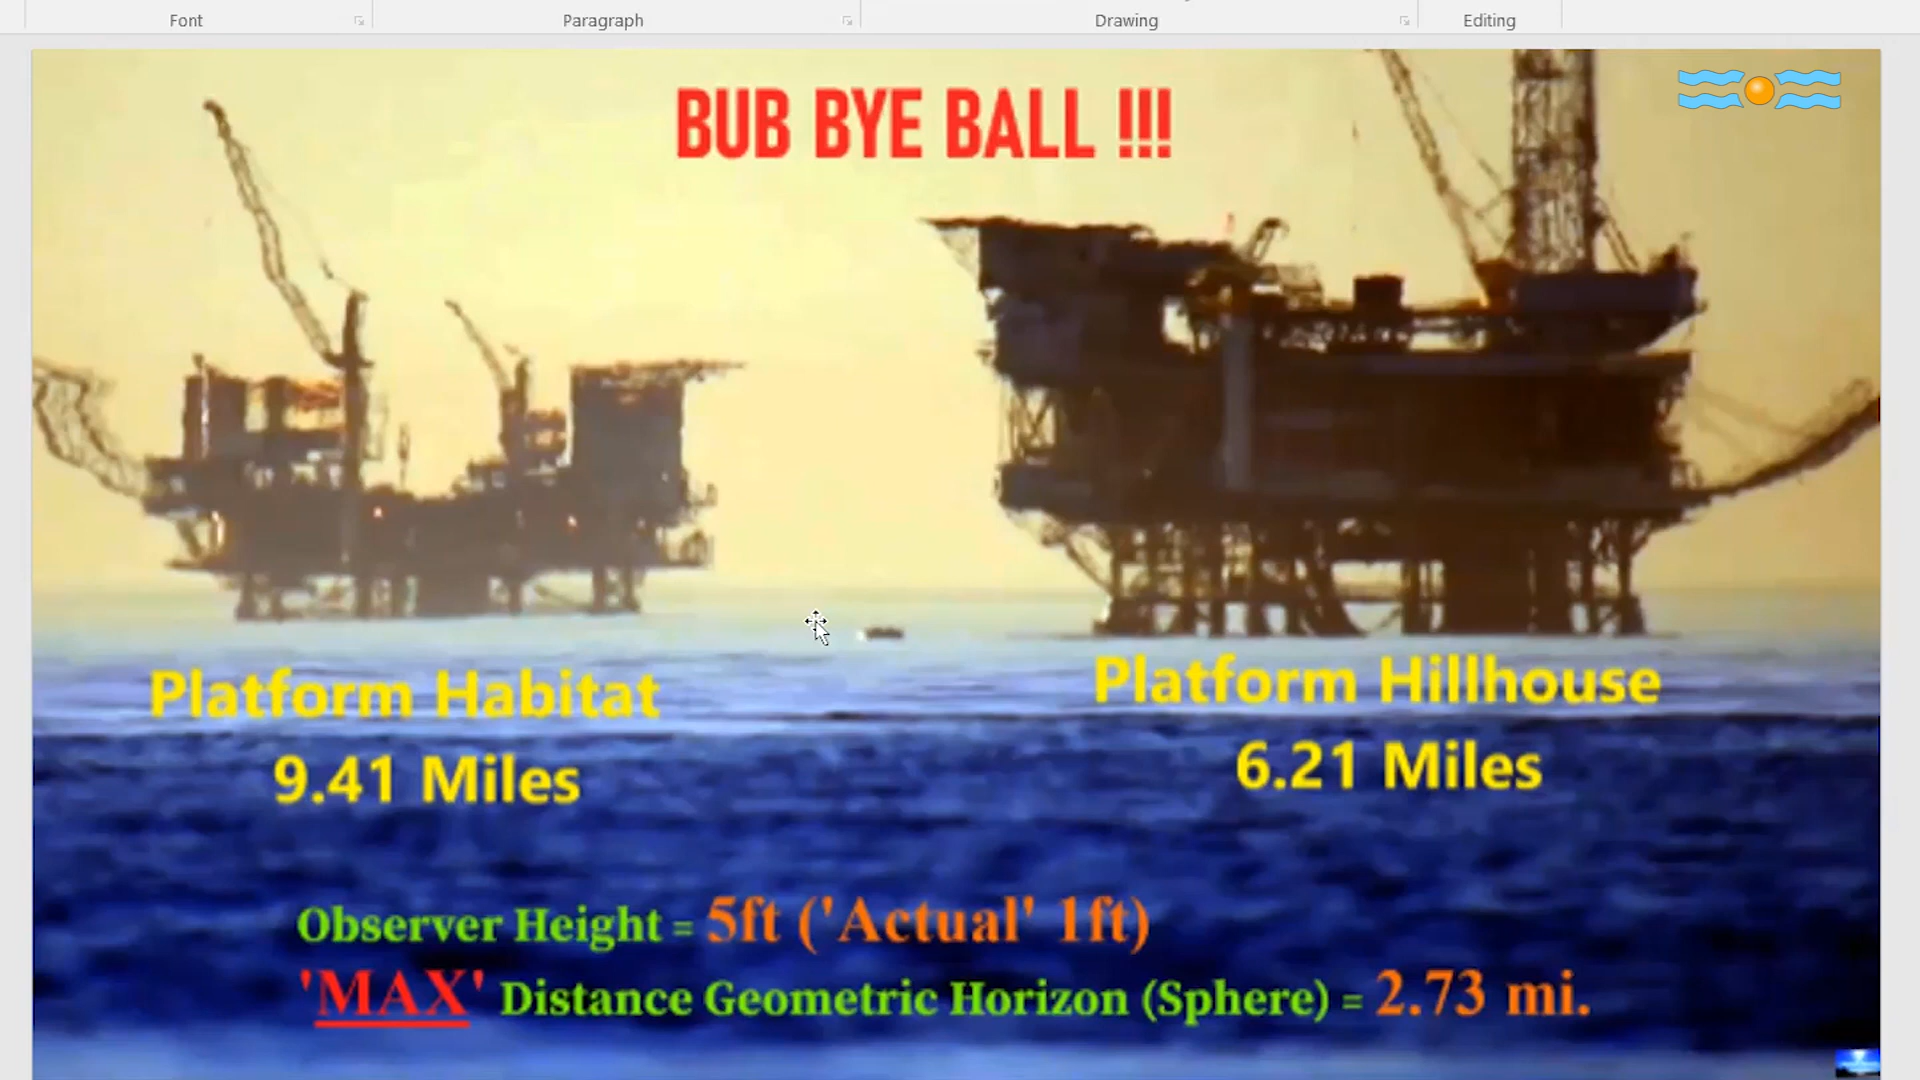 Font Paragraph Drawing Editing
BUB BYE BALL !!!
Platform Habitat
9.41 Miles
Platform Hillhouse
6.21 Miles
Observer Height = 5ft ('Actual' 1ft)
'MAX' Distance Geometric Horizon (Sphere) = 2.73 mi.